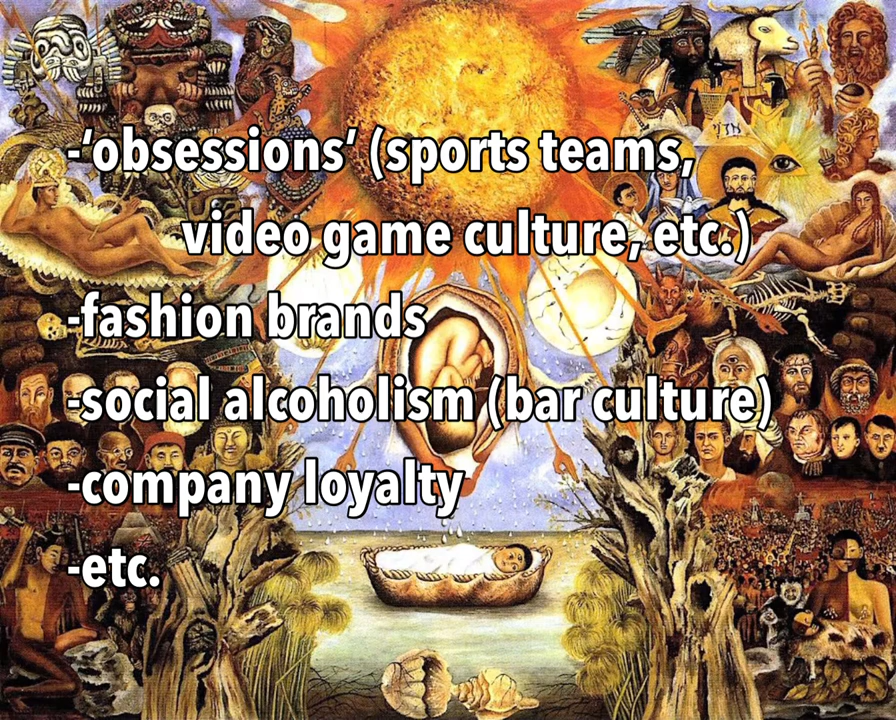 -‘obsessions’ (sports teams,
video game culture, etc.)
-fashion brands
-social alcoholism (bar culture)
-company loyalty
-etc.